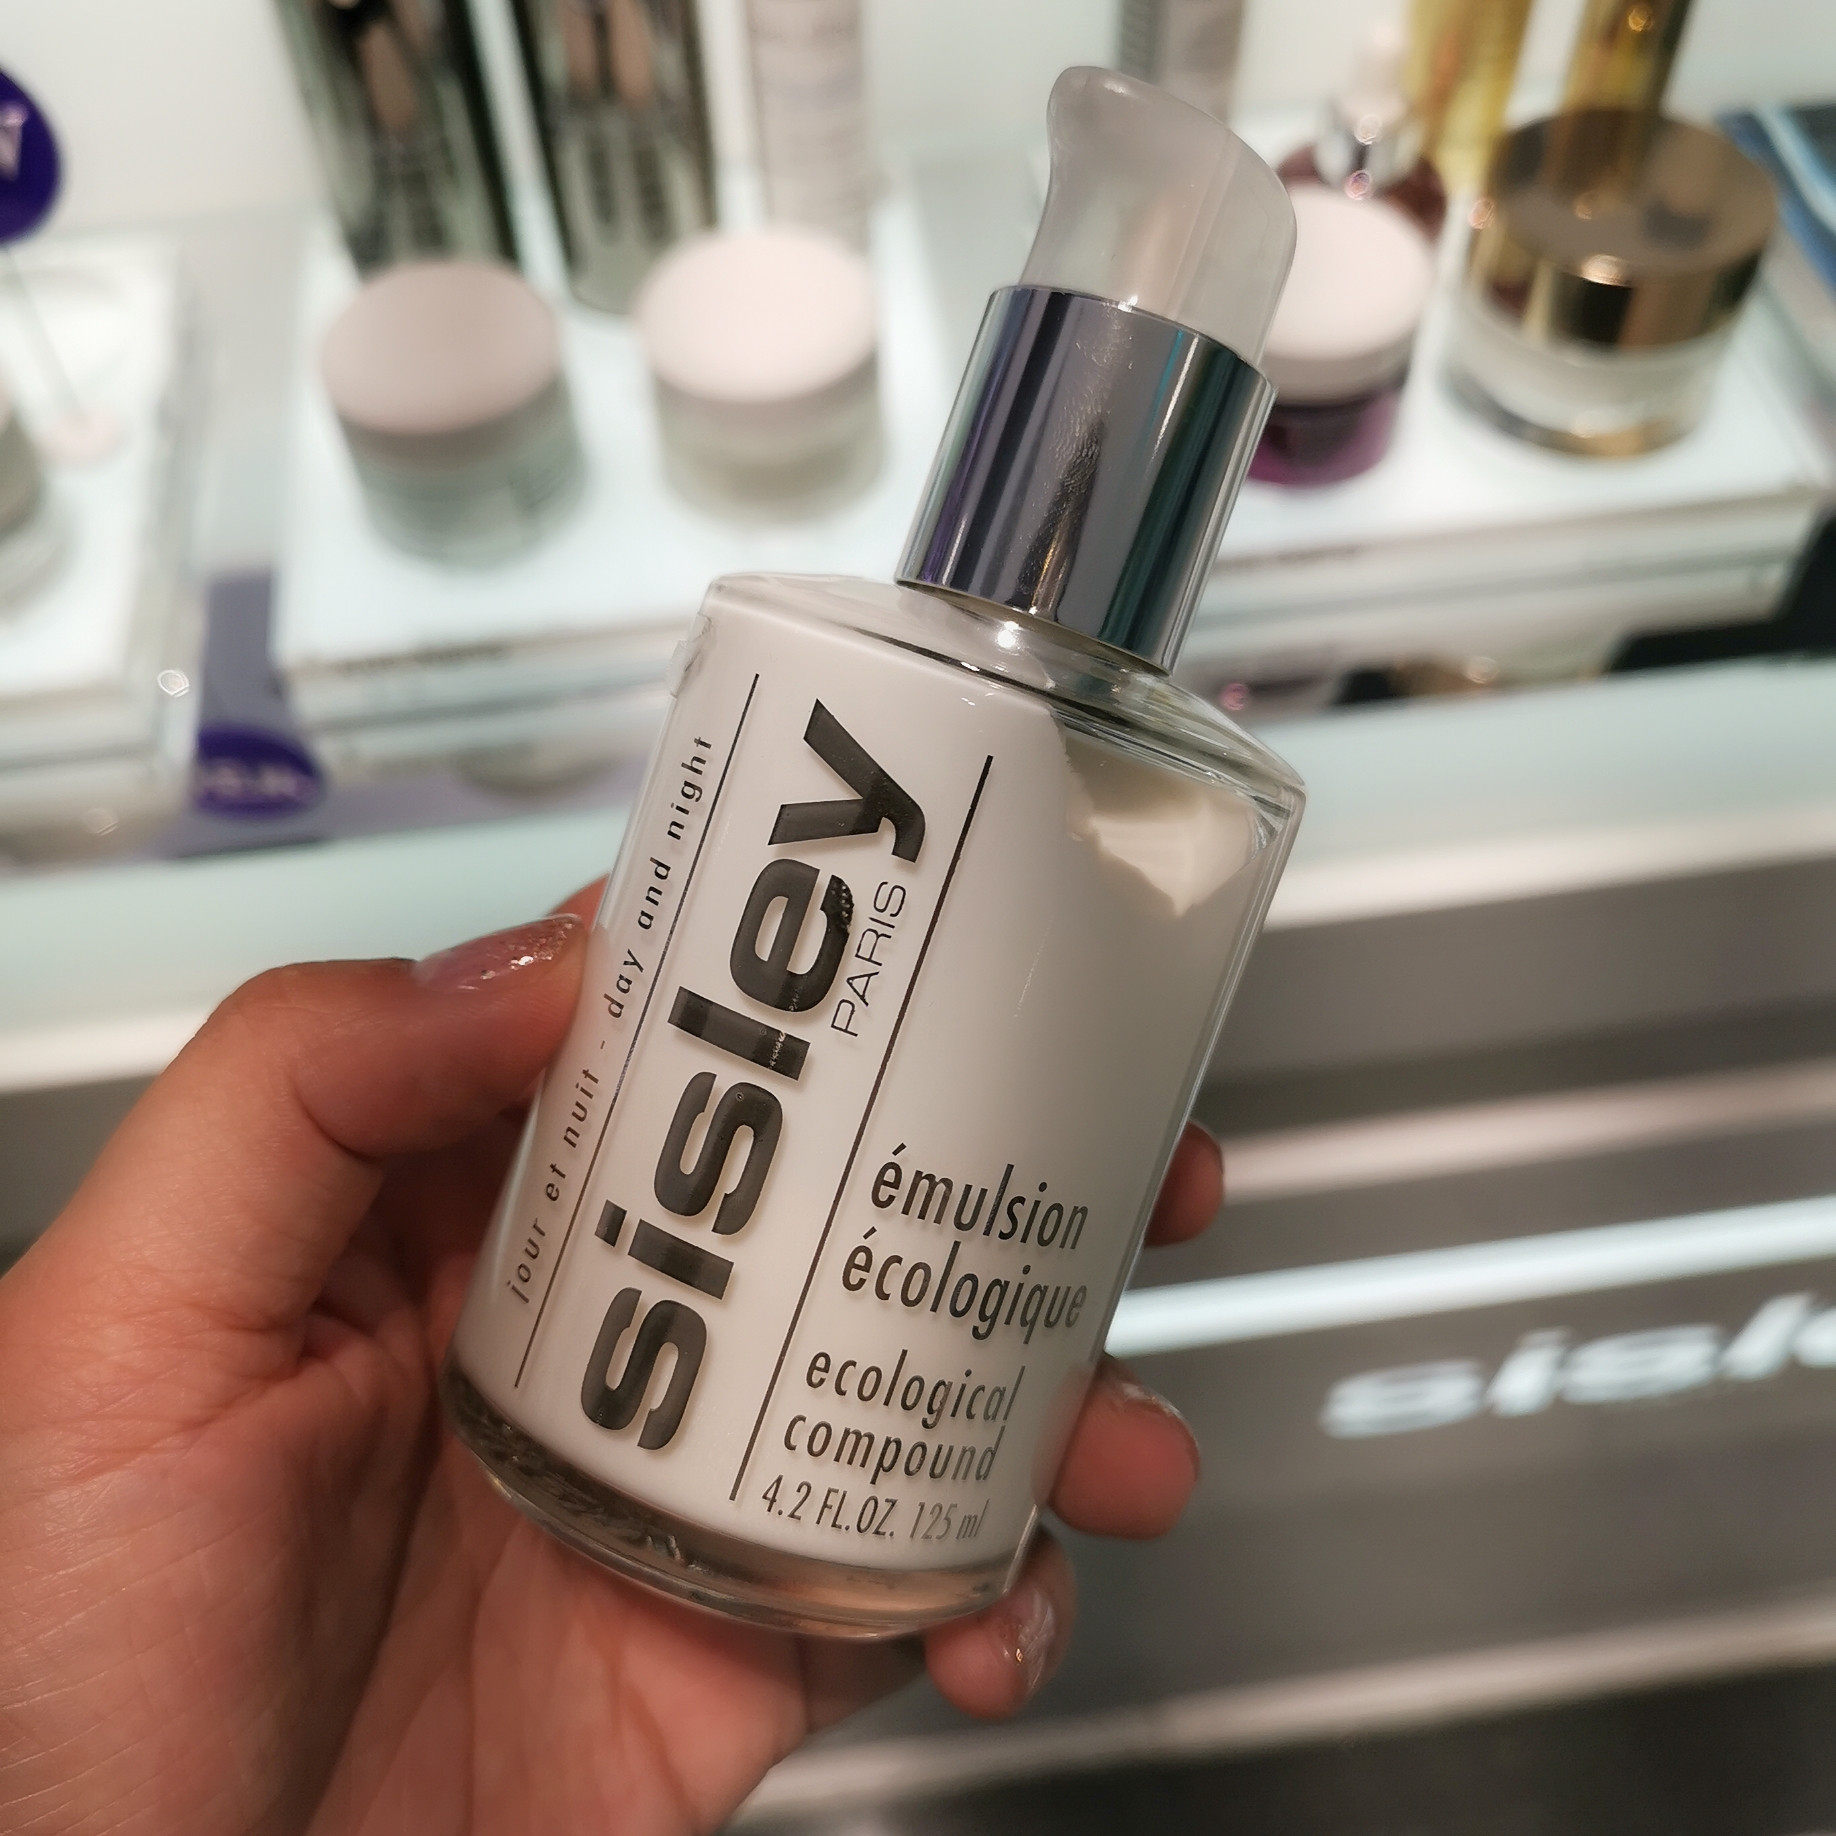 jour et nuit - day and night
sisley
PARIS
émulsion
écologique
ecological
compound
4.2 FL.OZ. 125 ml